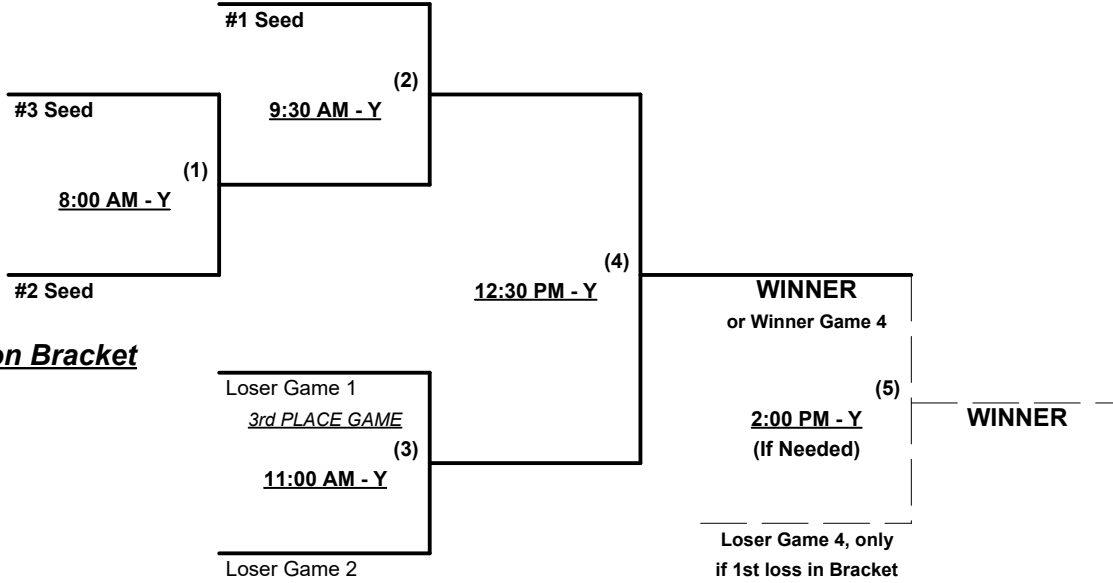 #1 Seed
(2)
9:30 AM - Y
#3 Seed
(1)
8:00 AM - Y
#2 Seed
(4)
12:30 PM - Y
WINNER
or Winner Game 4
Bracket
Loser Game 1
3rd PLACE GAME
(3)
11:00 AM - Y
Loser Game 2
(5)
2:00 PM - Y
(If Needed)
WINNER
Loser Game 4, only
if 1st loss in Bracket